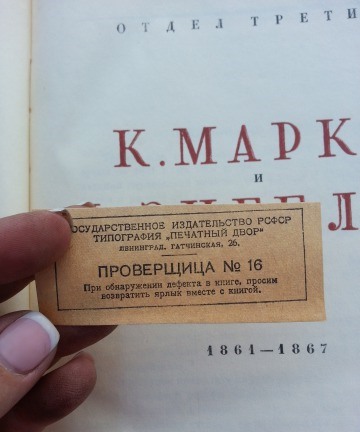 ОТДЕЛ ТРЕТИ
К. МАРК
И
ГОСУДАРСТВЕННОЕ ИЗДАТЕЛЬСТВО РСФСР
ТИПОГРАФИЯ „ПЕЧАТНЫЙ ДВОР“
ЛЕНИНГРАД, ГАТЧИНСКАЯ, 26.
ПРОВЕРЩИЦА № 16
При обнаружении дефекта в книге, просим
возвратить ярлык вместе с книгой.
1861—1867